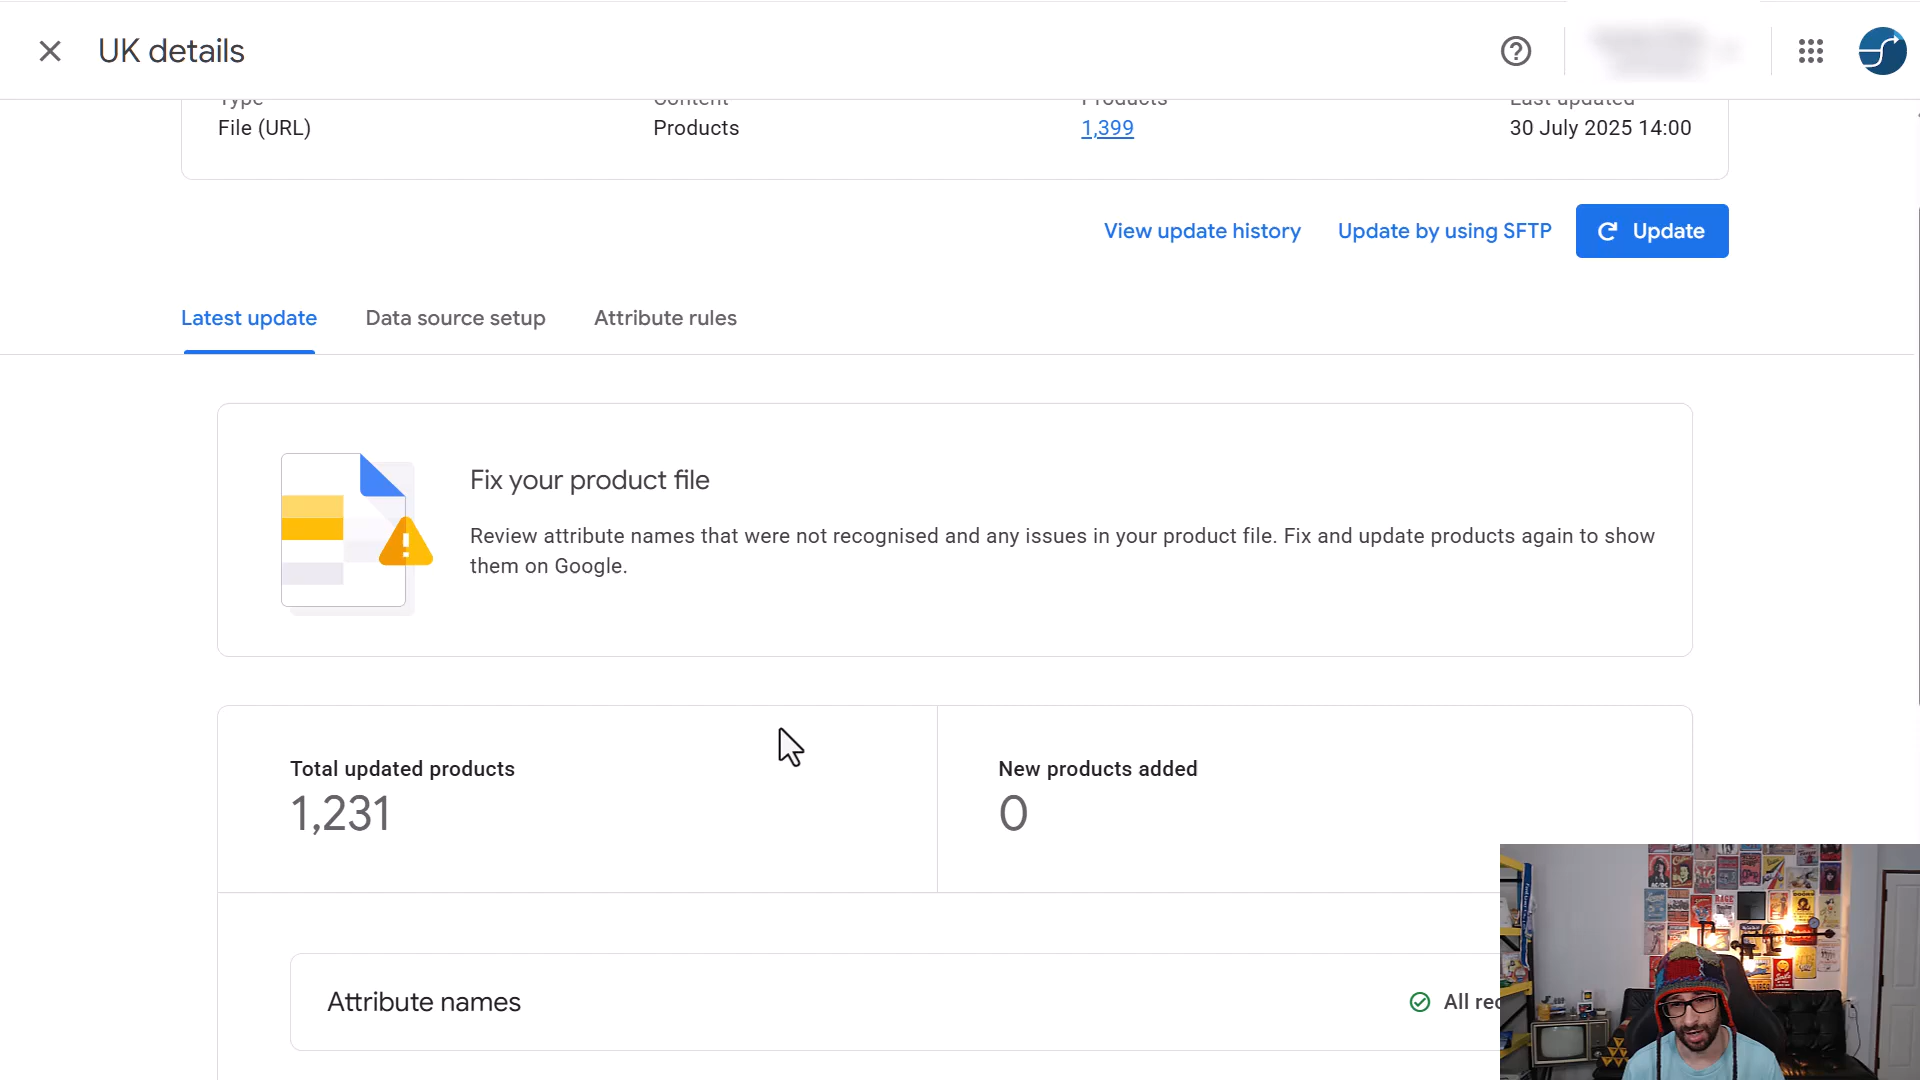 UK details
Type Content Products Last updated
File (URL) Products 1,399 30 July 2025 14:00
View update history Update by using SFTP Update
Latest update Data source setup Attribute rules
Fix your product file
Review attribute names that were not recognised and any issues in your product file. Fix and update products again to show
them on Google.
Total updated products New products added
1,231 0
Attribute names All rec